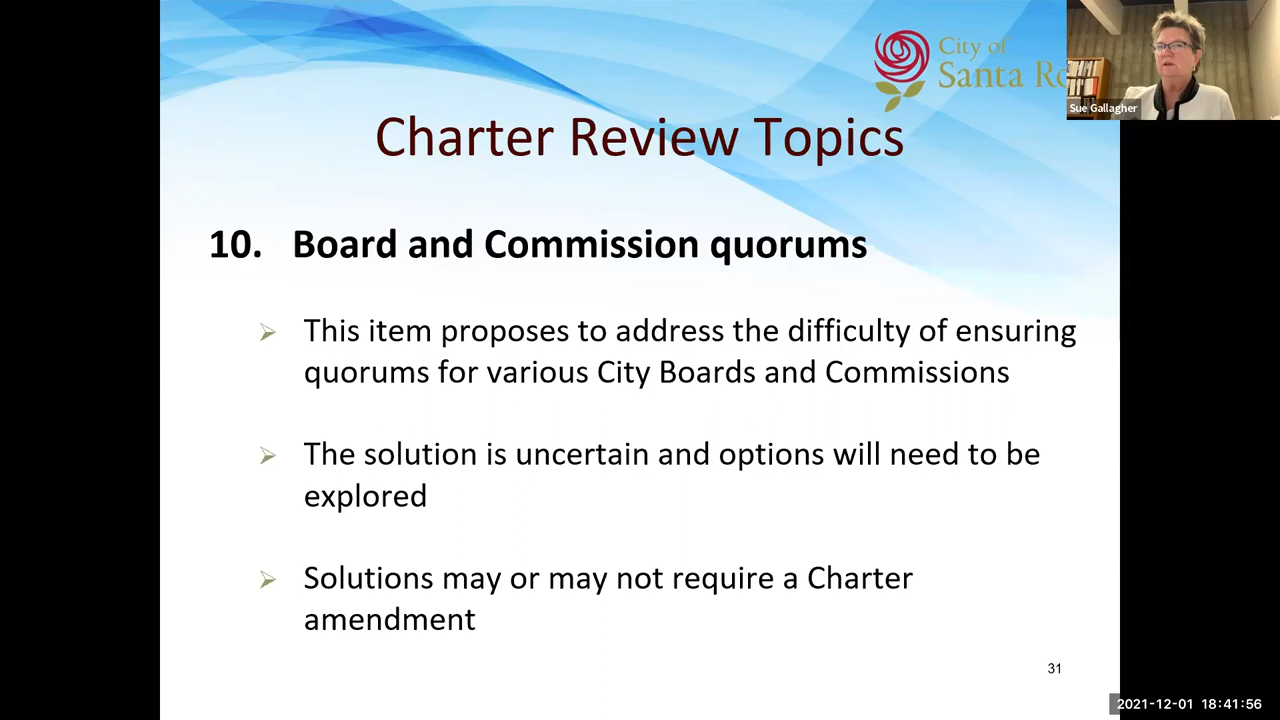 City of
Santa Ro
Sue Gallagher
Charter Review Topics
10. Board and Commission quorums
This item proposes to address the difficulty of ensuring
quorums for various City Boards and Commissions
The solution is uncertain and options will need to be
explored
Solutions may or may not require a Charter
amendment
31
2021-12-01 18:41:56